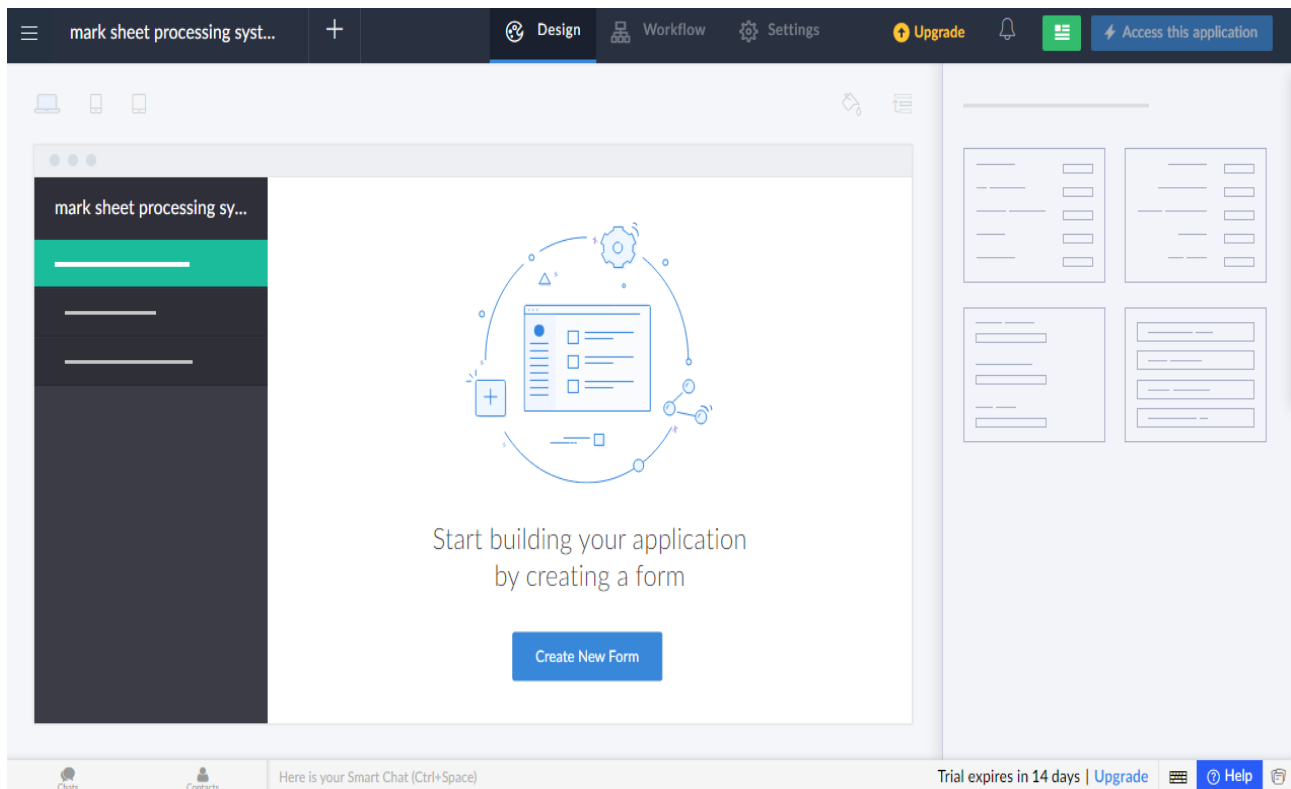 mark sheet processing syst...
+
Design
Workflow
Settings
Upgrade
Access this application
mark sheet processing sy...
Start building your application
by creating a form
Create New Form
Chats
Contacts
Here is your Smart Chat (Ctrl+Space)
Trial expires in 14 days | Upgrade
Help